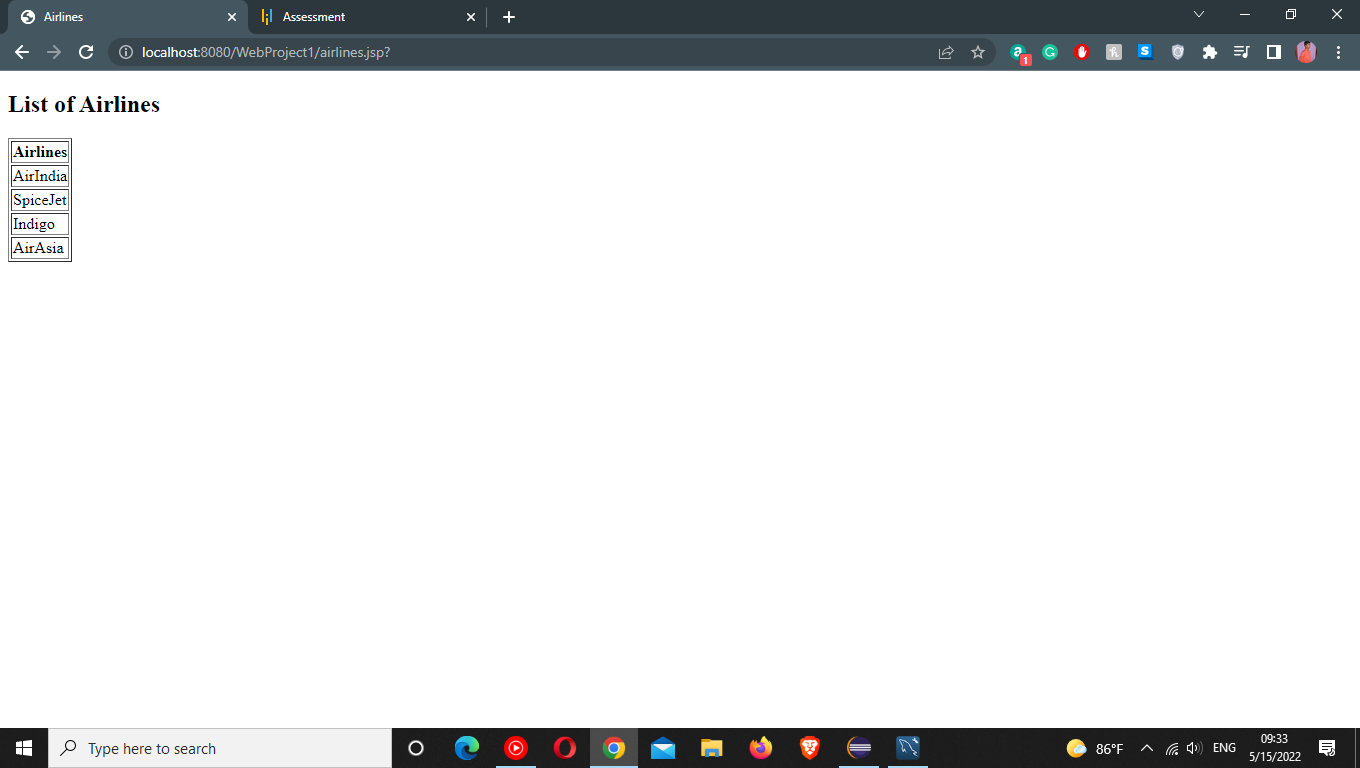 Airlines
Assessment
localhost:8080/WebProject1/airlines.jsp?
1
List of Airlines
Airlines
AirIndia
SpiceJet
Indigo
AirAsia
Type here to search
86°F
ENG
09:33
5/15/2022